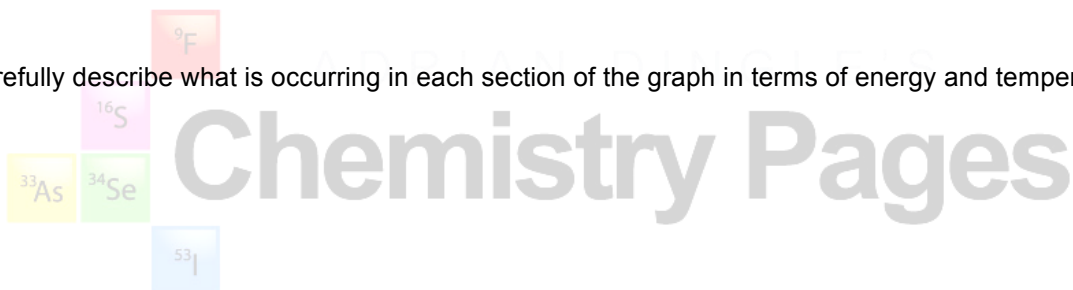 ⁹F
A D R I A N D I N G L E ' S
refully describe what is occurring in each section of the graph in terms of energy and temper
¹⁶S
Chemistry Pages
³³As ³⁴Se
⁵³I